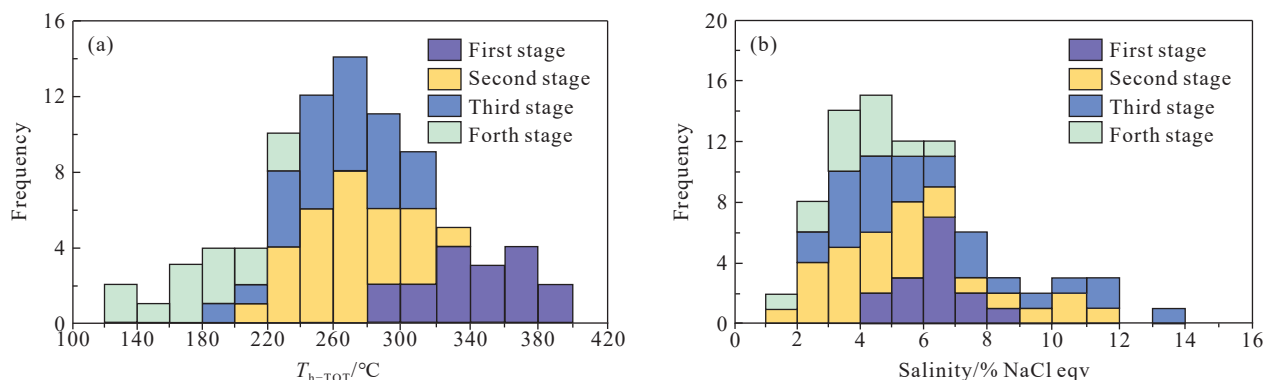 (a)
First stage
Second stage
Third stage
Forth stage
Frequency
16
12
8
4
0
100 140 180 220 260 300 340 380 420
Th-TOT/°C
(b)
First stage
Second stage
Third stage
Forth stage
Frequency
20
16
12
8
4
0
0 2 4 6 8 10 12 14 16
Salinity/% NaCl eqv